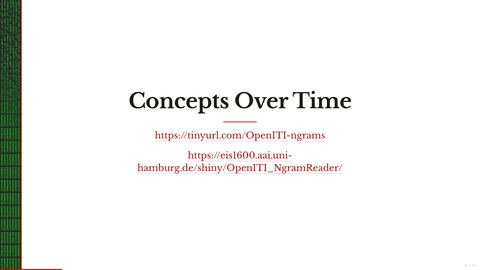 Concepts Over Time
https://tinyurl.com/OpenITI-ngrams
https://eis1600.aai.uni-
hamburg.de/shiny/OpenITI_NgramReader/